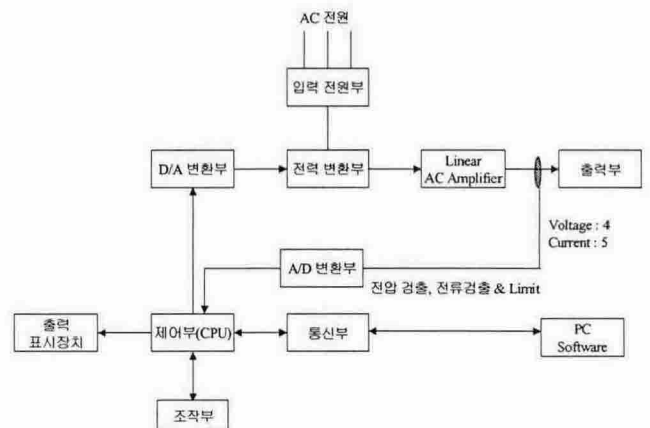 AC 전원
입력 전원부
D/A 변환부
전력 변환부
Linear
AC Amplifier
출력부
Voltage : 4
Current : 5
A/D 변환부
전압 검출, 전류검출 & Limit
출력
표시장치
제어부(CPU)
통신부
PC
Software
조작부